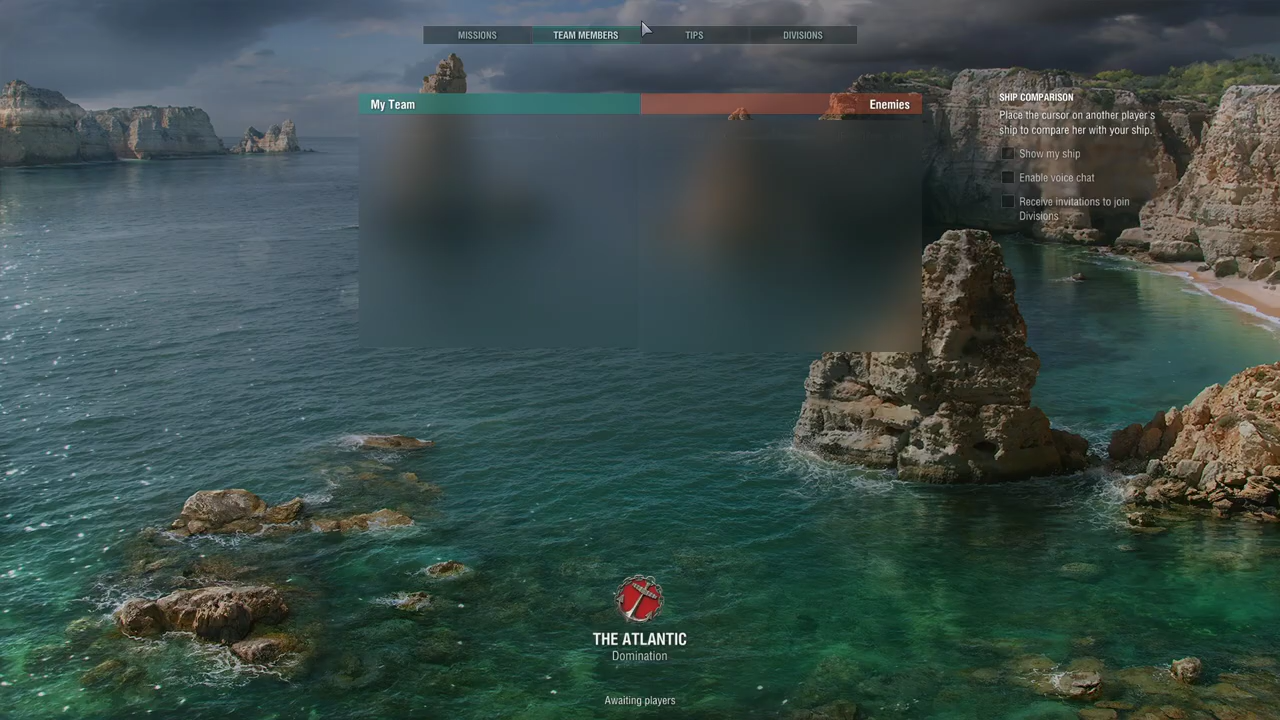 MISSIONS
TEAM MEMBERS
TIPS
DIVISIONS
My Team
Enemies
SHIP COMPARISON
Place the cursor on another player's
ship to compare her with your ship.
Show my ship
Enable voice chat
Receive invitations to join
Divisions
THE ATLANTIC
Domination
Awaiting players